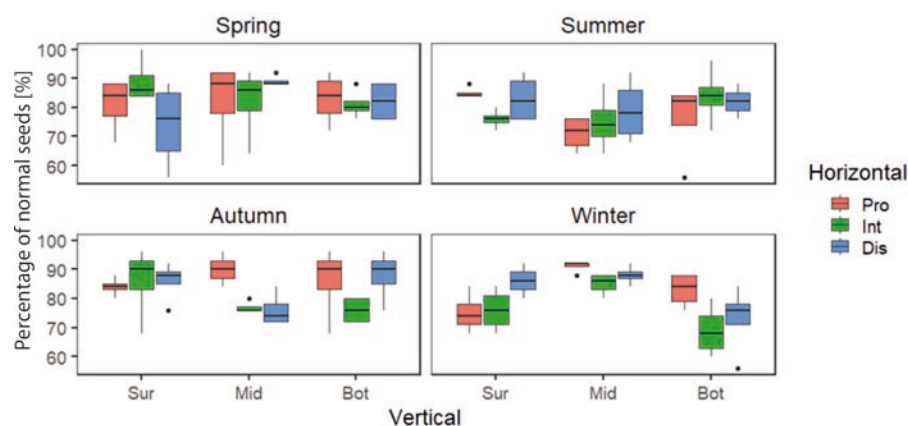 Spring
Summer
Percentage of normal seeds [%]
100
90
80
70
60
Autumn
Winter
100
90
80
70
60
Sur
Mid
Bot
Sur
Mid
Bot
Vertical
Horizontal
Pro
Int
Dis